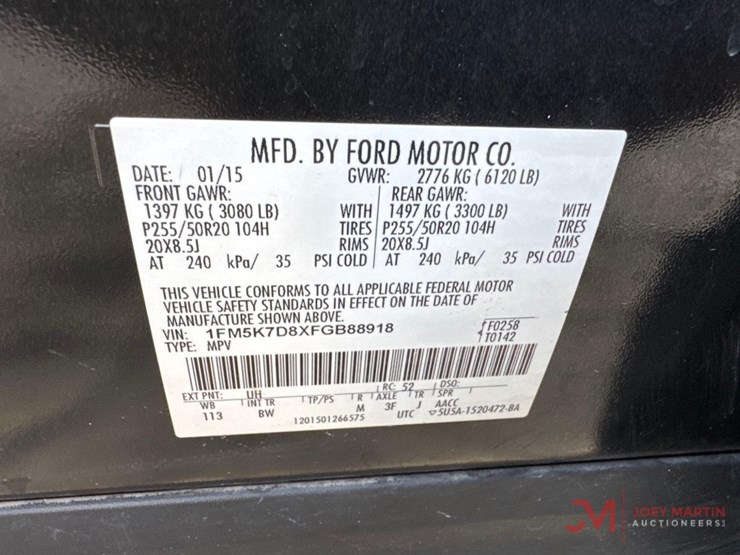 MFD. BY FORD MOTOR CO.
DATE: 01/15 GVWR: 2776 KG ( 6120 LB)
FRONT GAWR: REAR GAWR:
1397 KG ( 3080 LB) WITH 1497 KG ( 3300 LB) WITH
P255/50R20 104H TIRES P255/50R20 104H TIRES
20X8.5J RIMS 20X8.5J RIMS
AT 240 kPa/ 35 PSI COLD AT 240 kPa/ 35 PSI COLD
THIS VEHICLE CONFORMS TO ALL APPLICABLE FEDERAL MOTOR
VEHICLE SAFETY STANDARDS IN EFFECT ON THE DATE OF
MANUFACTURE SHOWN ABOVE.
VIN: 1FM5K7D8XFGB88918 F0258
TYPE: MPV T0142
RC: 52 DSO:
EXT PNT: UH
WB INT TR TP/PS R AXLE TR SPR
113 BW M 3F J AACC
1201501266575 UTC 5U5A-1520472-BA
JOEY MARTIN
AUCTIONEERS